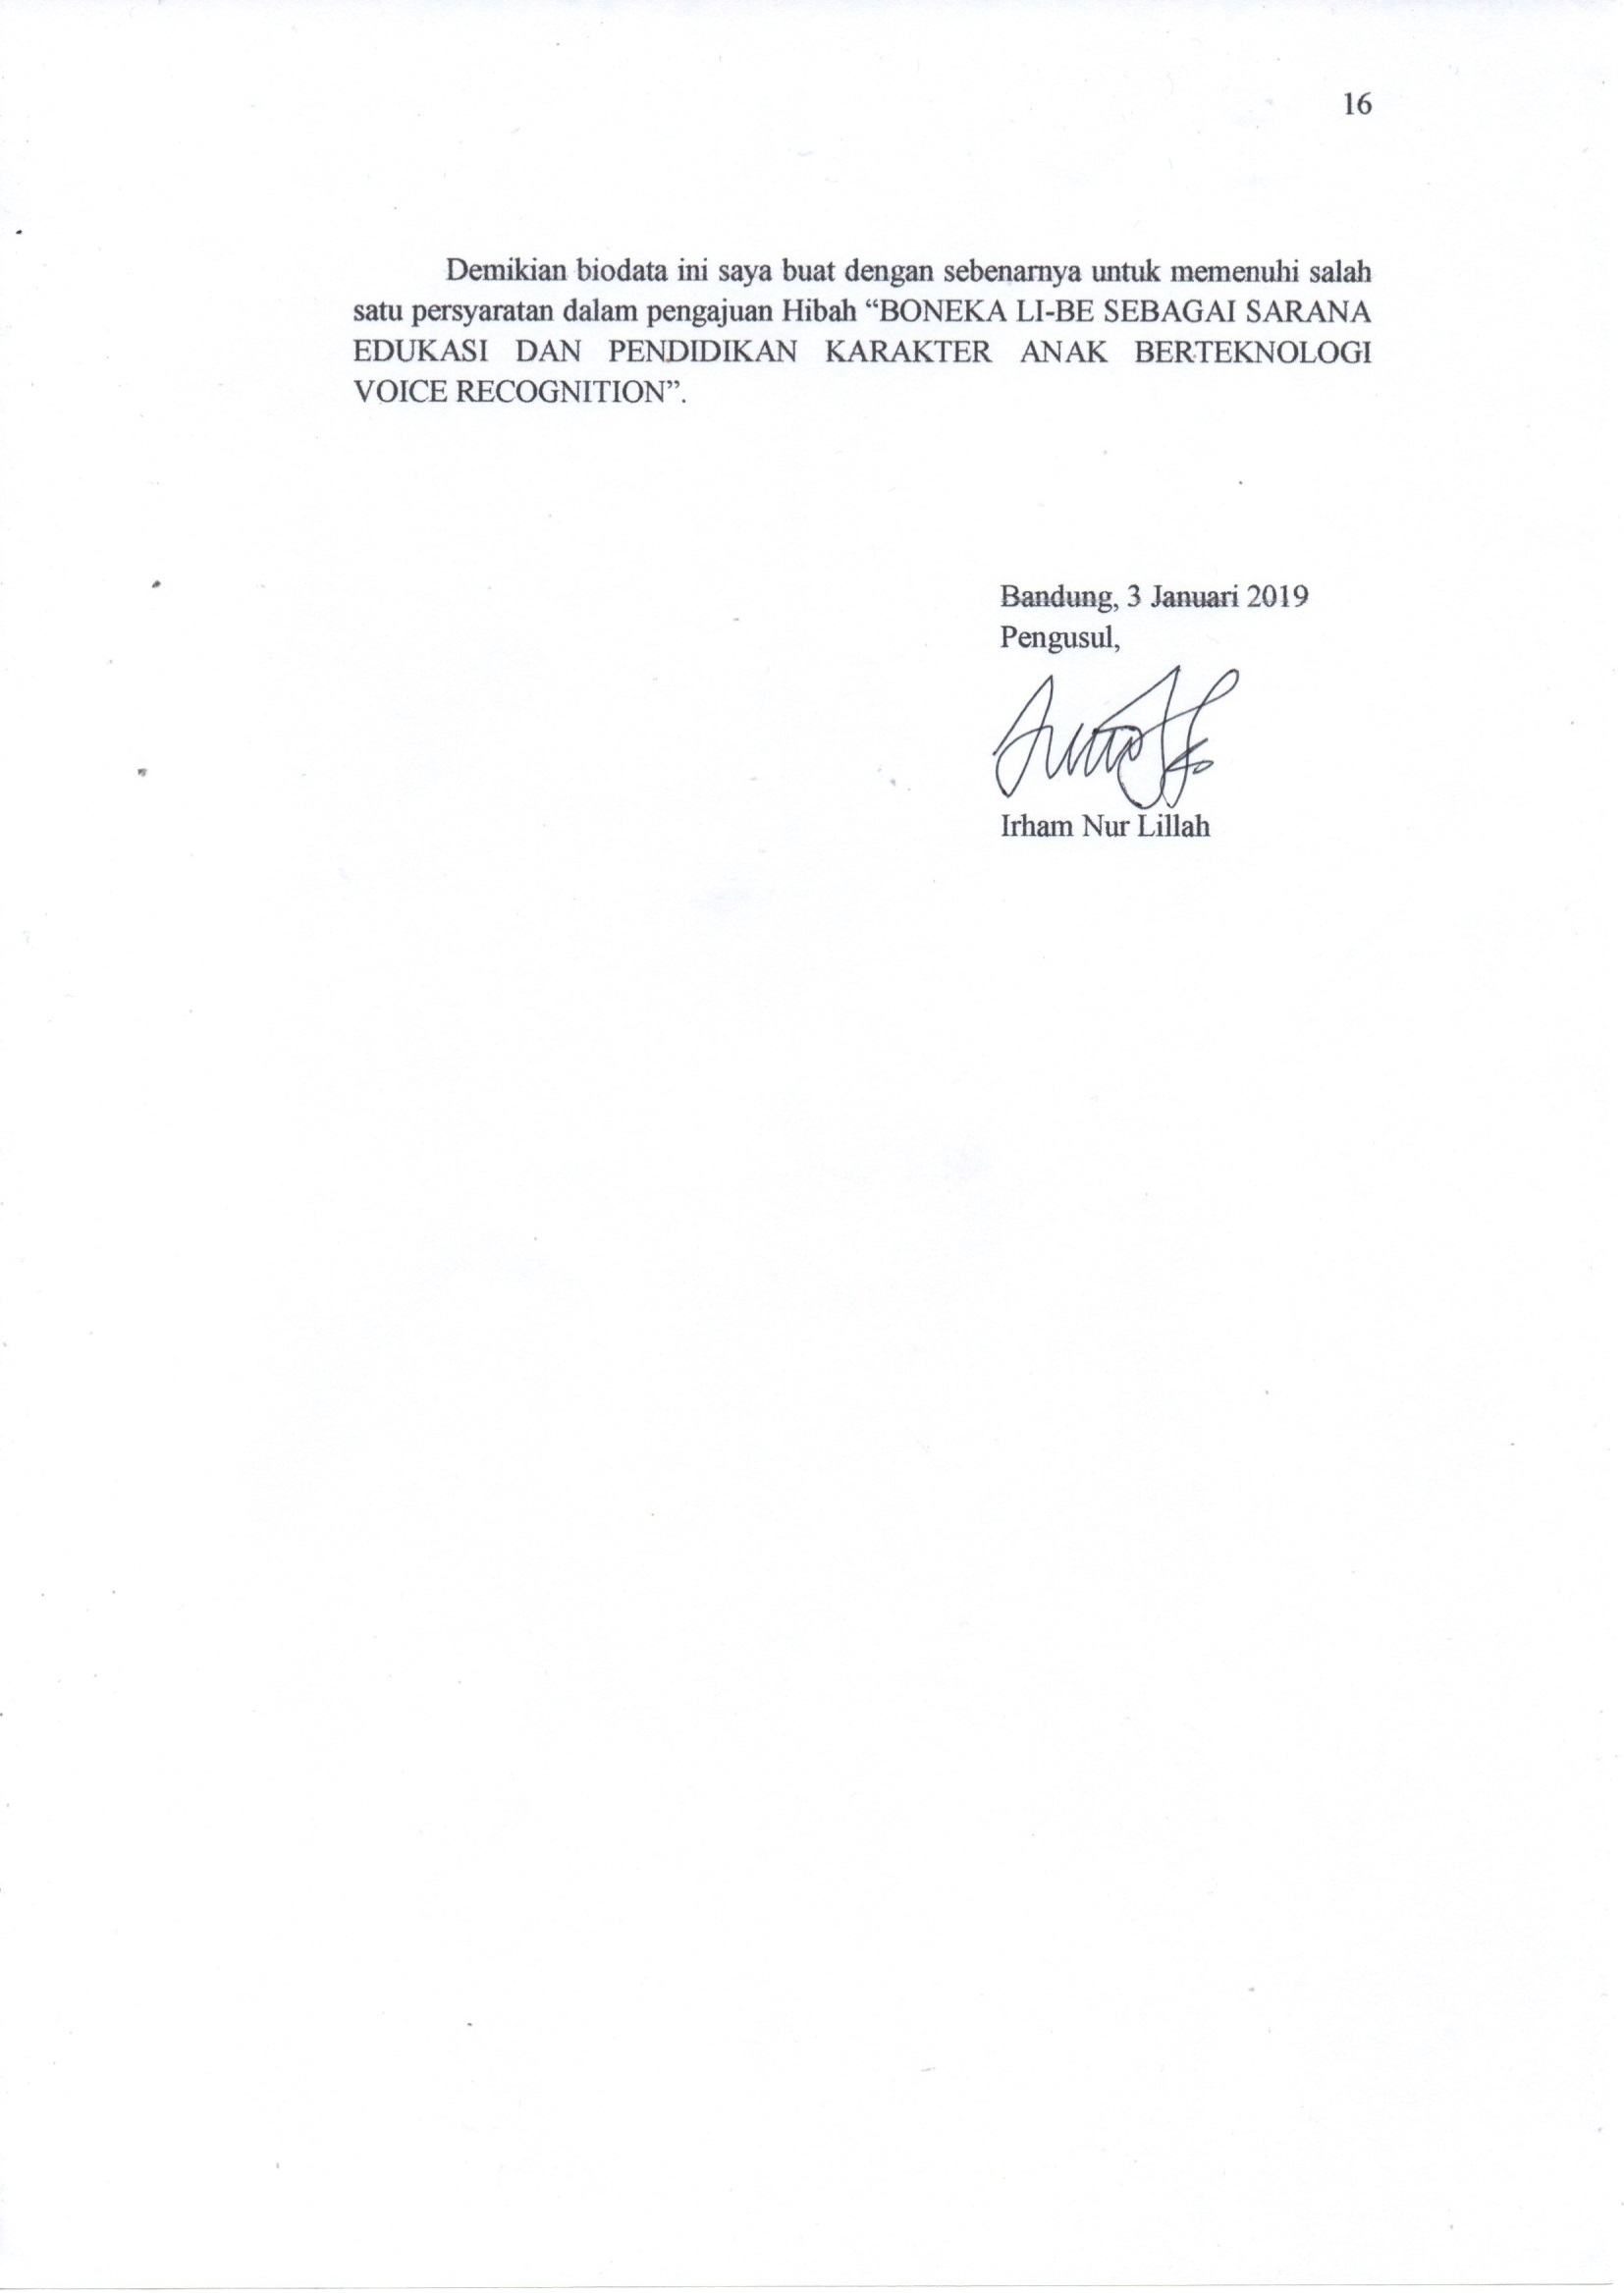 16
Demikian biodata ini saya buat dengan sebenarnya untuk memenuhi salah
satu persyaratan dalam pengajuan Hibah “BONEKA LI-BE SEBAGAI SARANA
EDUKASI DAN PENDIDIKAN KARAKTER ANAK BERTEKNOLOGI
VOICE RECOGNITION”.
Bandung, 3 Januari 2019
Pengusul,
Irham Nur Lillah